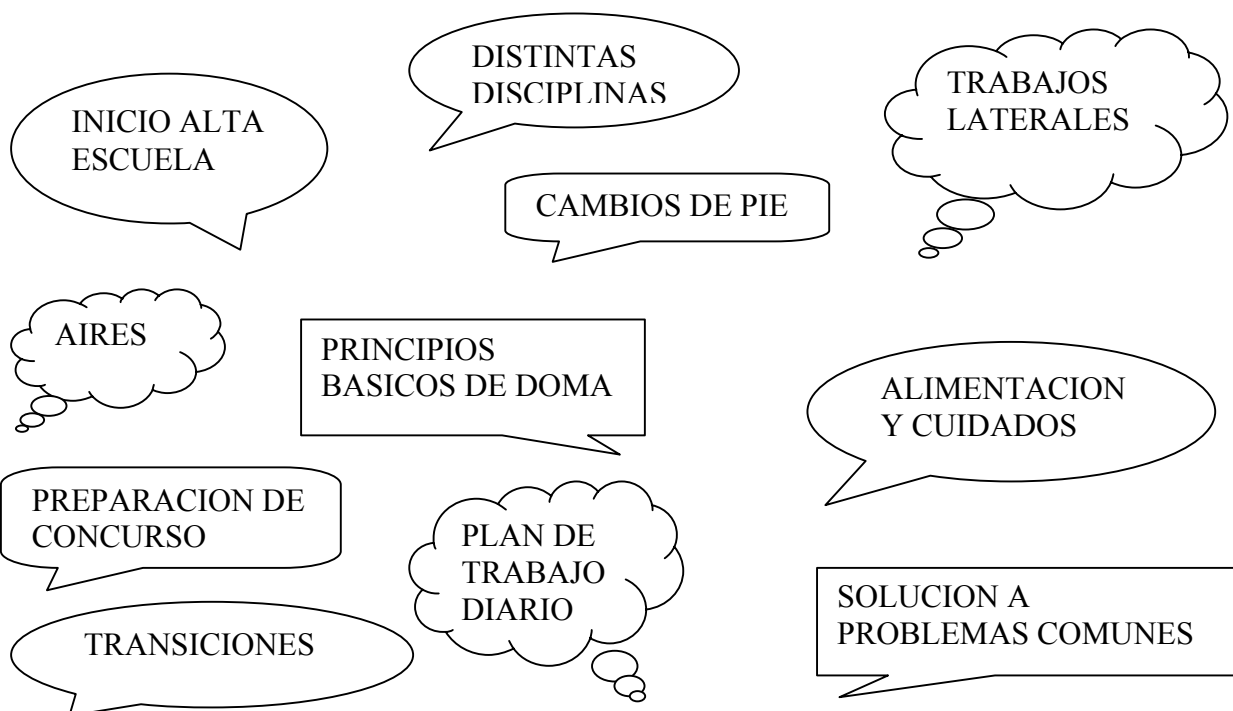 DISTINTAS
DISCIPLINAS
TRABAJOS
LATERALES
INICIO ALTA
ESCUELA
CAMBIOS DE PIE
AIRES
PRINCIPIOS
BASICOS DE DOMA
ALIMENTACION
Y CUIDADOS
PREPARACION DE
CONCURSO
PLAN DE
TRABAJO
DIARIO
SOLUCION A
PROBLEMAS COMUNES
TRANSICIONES